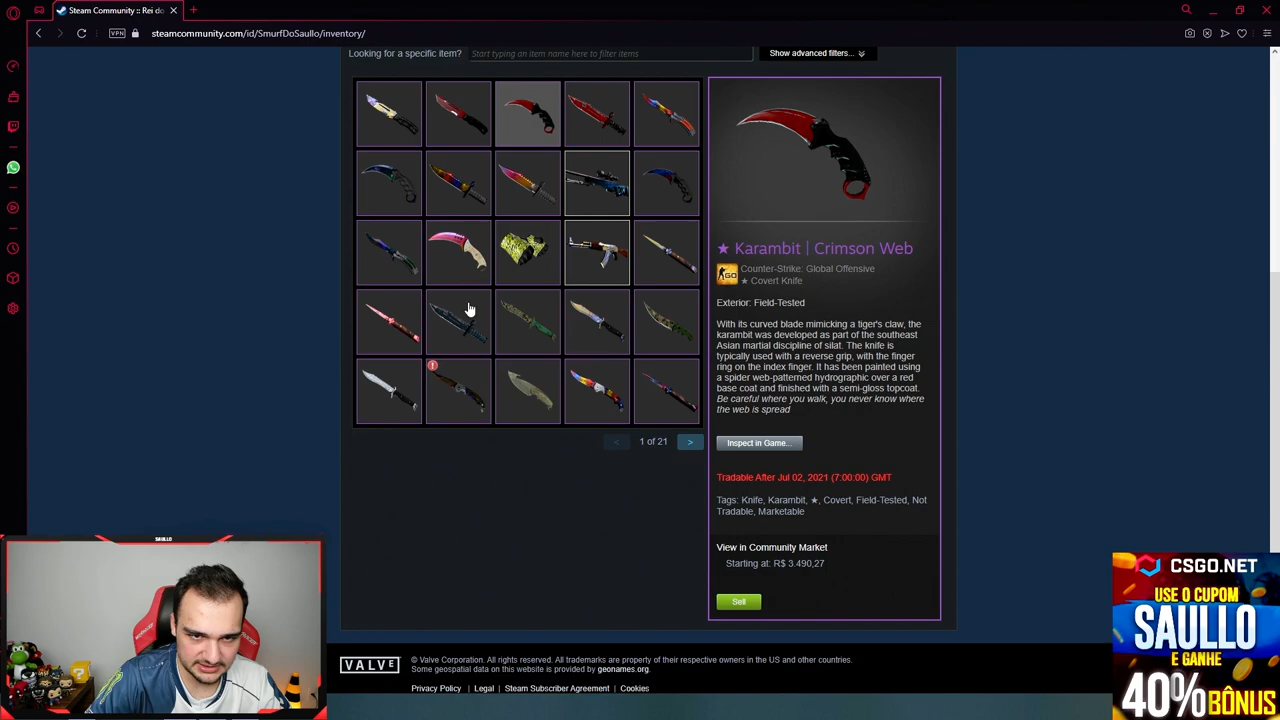 Steam Community :: Rei do
VPN
steamcommunity.com/id/SmurfDoSaullo/inventory/
Looking for a specific item?
Start typing an item name here to filter items
Show advanced filters...
★ Karambit | Crimson Web
CS GO
Counter-Strike: Global Offensive
★ Covert Knife
Exterior: Field-Tested
With its curved blade mimicking a tiger's claw, the
karambit was developed as part of the southeast
Asian martial discipline of silat. The knife is
typically used with a reverse grip, with the finger
ring on the index finger. It has been painted using
a spider web-patterned hydrographic over a red
base coat and finished with a semi-gloss topcoat.
Be careful where you walk, you never know where
the web is spread
< 1 of 21 >
Inspect in Game...
Tradable After Jul 02, 2021 (7:00:00) GMT
Tags: Knife, Karambit, ★, Covert, Field-Tested, Not
Tradable, Marketable
View in Community Market
Starting at: R$ 3.490,27
Sell
SAULLO
CSGO.NET
USE O CUPOM
SAULLO
E GANHE
40% BÔNUS
VALVE
© Valve Corporation. All rights reserved. All trademarks are property of their respective owners in the US and other countries.
Some geospatial data on this website is provided by geonames.org.
Privacy Policy | Legal | Steam Subscriber Agreement | Cookies